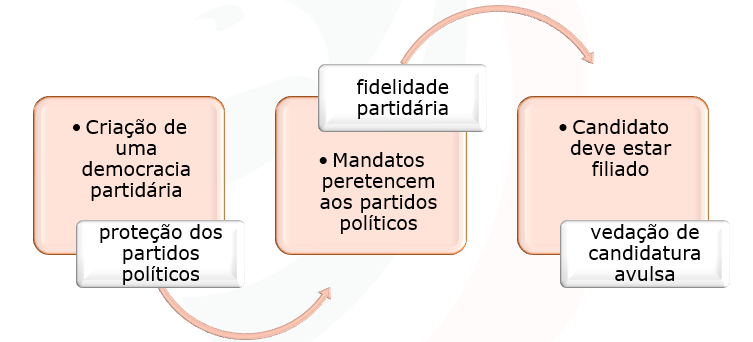 • Criação de
uma
democracia
partidária
proteção dos
partidos
políticos
fidelidade
partidária
• Mandatos
peretencem
aos partidos
políticos
• Candidato
deve estar
filiado
vedação de
candidatura
avulsa